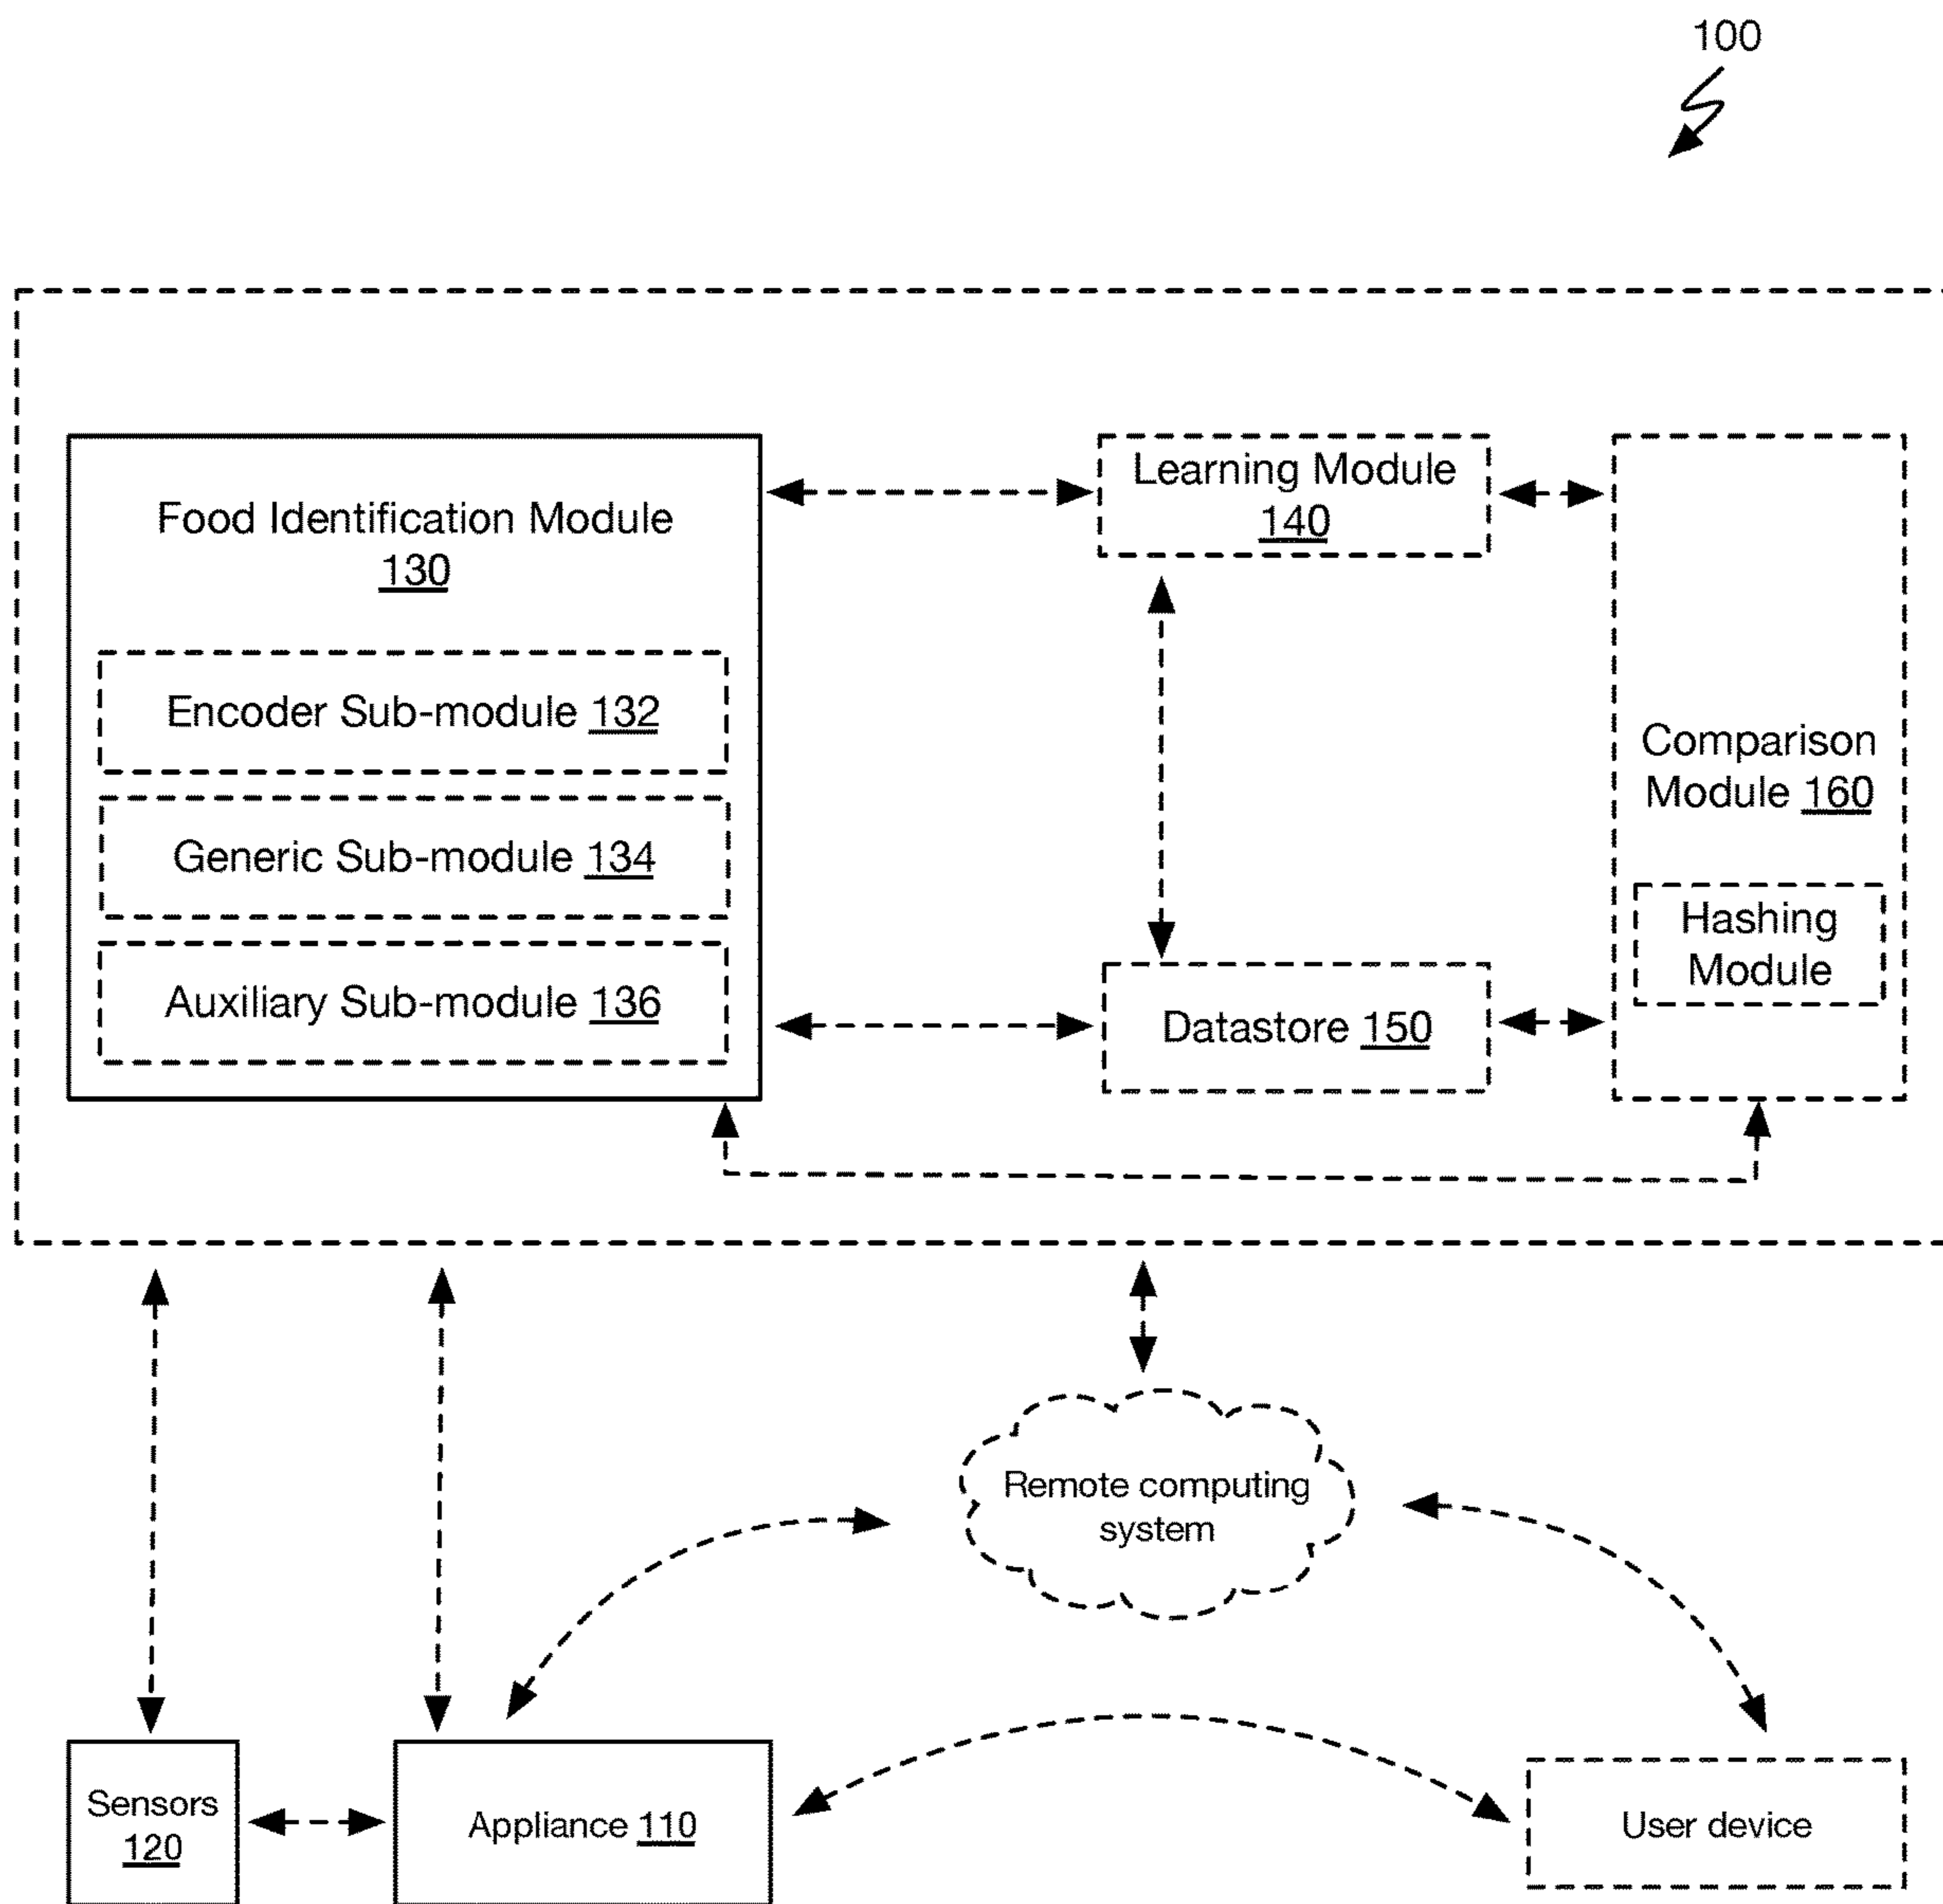 100
Food Identification Module
130
Encoder Sub-module 132
Generic Sub-module 134
Auxiliary Sub-module 136
Learning Module
140
Datastore 150
Comparison
Module 160
Hashing
Module
Remote computing
system
Sensors
120
Appliance 110
User device